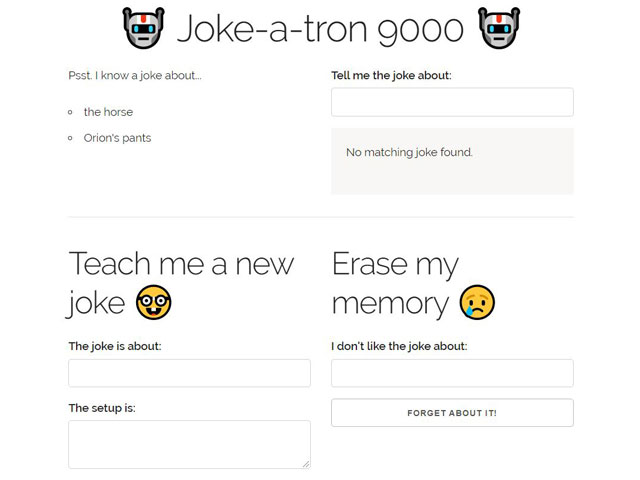 Joke-a-tron 9000
Psst. I know a joke about...
the horse
Orion's pants
Tell me the joke about:
No matching joke found.
Teach me a new
joke
The joke is about:
The setup is:
Erase my
memory
I don't like the joke about:
FORGET ABOUT IT!